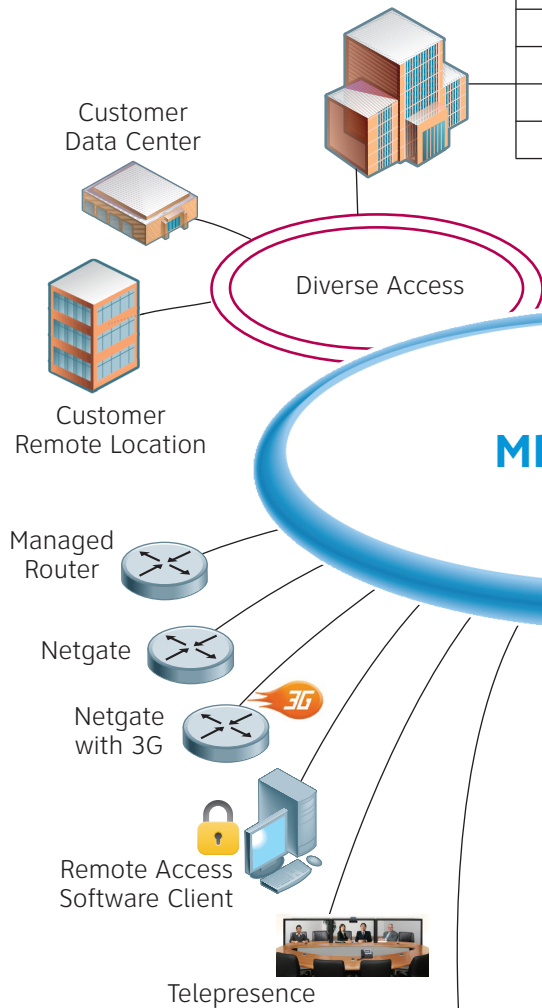 Customer
Data Center
Diverse Access
Customer
Remote Location
Managed
Router
Netgate
Netgate
with 3G
3G
Remote Access
Software Client
Telepresence